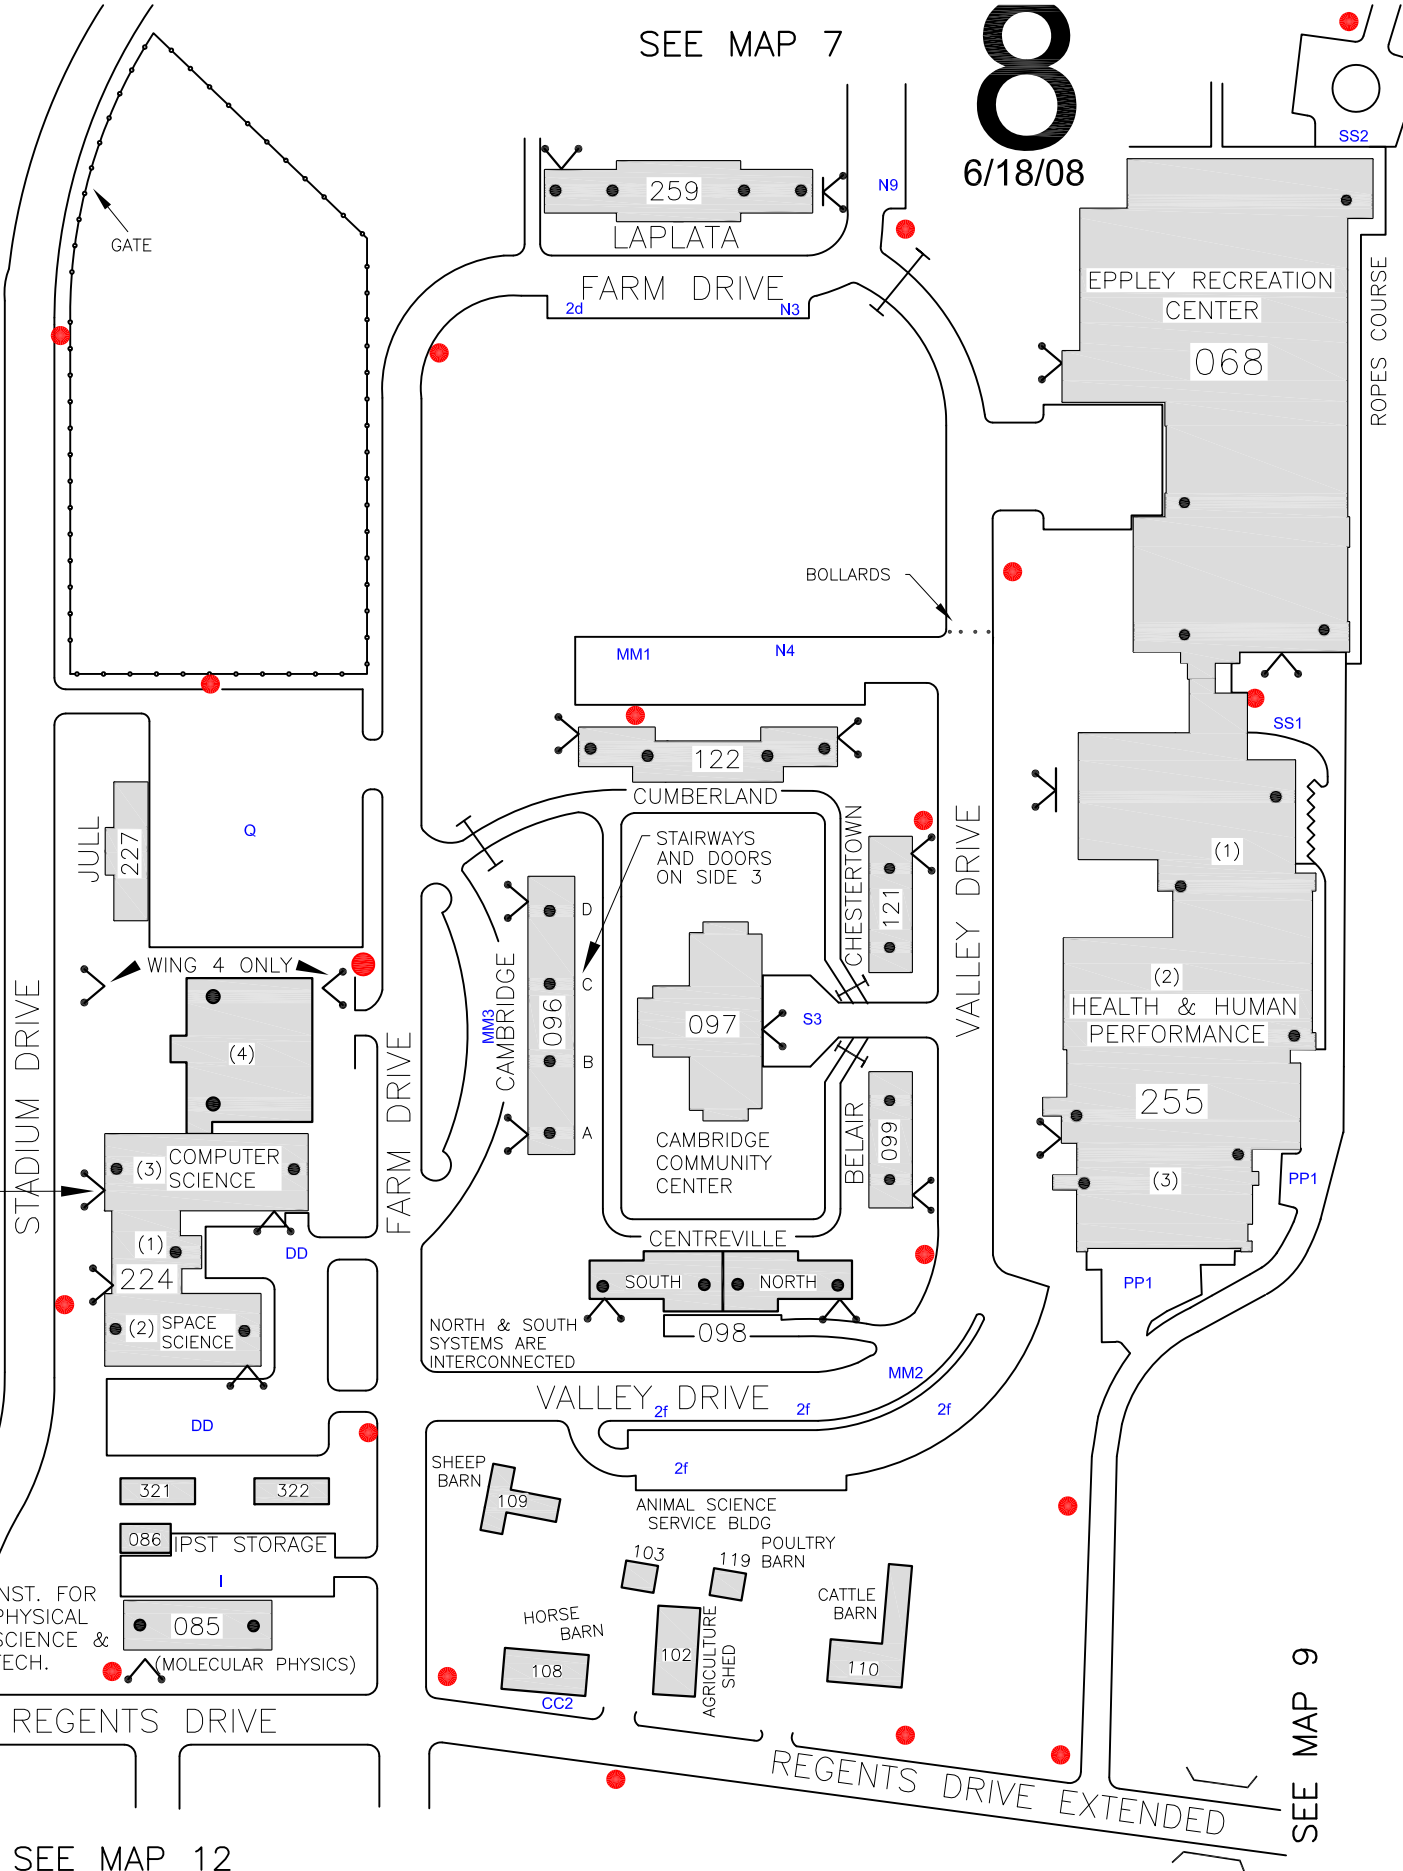 SEE MAP 7
8
6/18/08
SS2
259
LAPLATA
N9
GATE
FARM DRIVE
2d
N3
EPPLEY RECREATION
CENTER
068
ROPES COURSE
BOLLARDS
MM1
N4
SS1
122
CUMBERLAND
JULL
227
Q
STAIRWAYS
AND DOORS
ON SIDE 3
CHESTERTOWN
121
VALLEY DRIVE
(1)
WING 4 ONLY
D
C
B
A
CAMBRIDGE
096
MM3
097
S3
(2)
HEALTH & HUMAN
PERFORMANCE
255
(3)
STADIUM DRIVE
(4)
FARM DRIVE
CAMBRIDGE
COMMUNITY
CENTER
BELAIR
099
(3) COMPUTER
SCIENCE
(1)
224
DD
(2) SPACE
SCIENCE
PP1
PP1
CENTREVILLE
SOUTH
NORTH
NORTH & SOUTH
SYSTEMS ARE
INTERCONNECTED
098
MM2
VALLEY DRIVE
2f
2f
2f
2f
DD
321
322
086
IPST STORAGE
I
SHEEP
BARN
109
ANIMAL SCIENCE
SERVICE BLDG
103
119
POULTRY
BARN
CATTLE
BARN
110
HORSE
BARN
108
CC2
102
AGRICULTURE
SHED
NST. FOR
PHYSICAL
SCIENCE &
TECH.
085
(MOLECULAR PHYSICS)
REGENTS DRIVE
REGENTS DRIVE EXTENDED
SEE MAP 9
SEE MAP 12